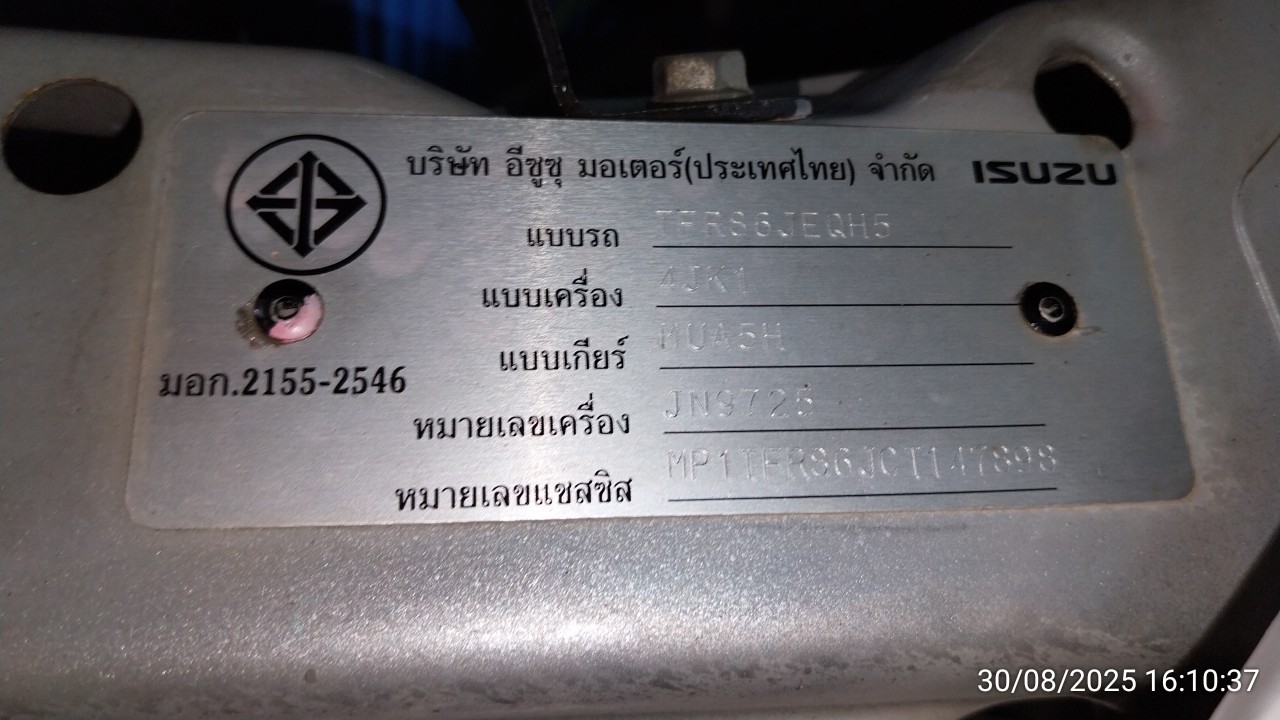 บริษัท อีซูซุ มอเตอร์(ประเทศไทย) จำกัด ISUZU
แบบรถ TFR86JEQH5
แบบเครื่อง 4JK1
แบบเกียร์ MUA5H
มอก.2155-2546
หมายเลขเครื่อง JN9725
หมายเลขแชสซิส MP1TFR86JCT147898
30/08/2025 16:10:37